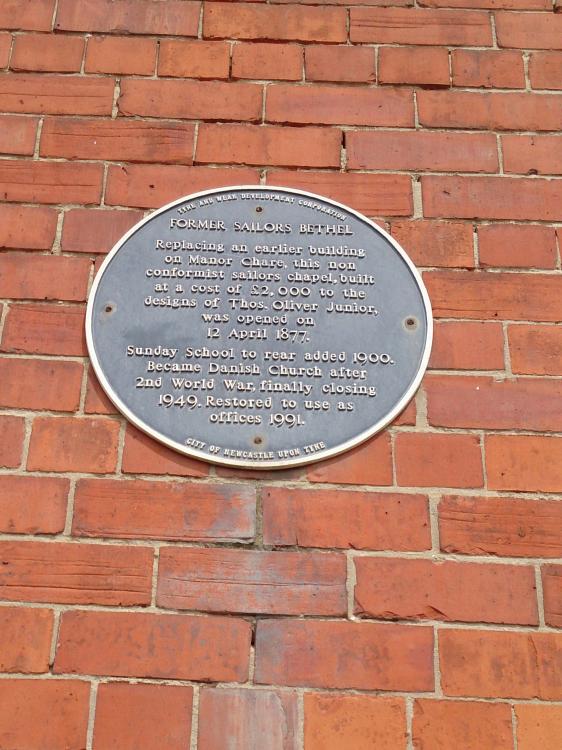 TYNE AND WEAR DEVELOPMENT CORPORATION
FORMER SAILORS BETHEL
Replacing an earlier building
on Manor Chare, this non
conformist sailors chapel, built
at a cost of £2,000 to the
designs of Thos. Oliver Junior,
was opened on
12 April 1877.
Sunday School to rear added 1900.
Became Danish Church after
2nd World War, finally closing
1949. Restored to use as
offices 1991.
CITY OF NEWCASTLE UPON TYNE